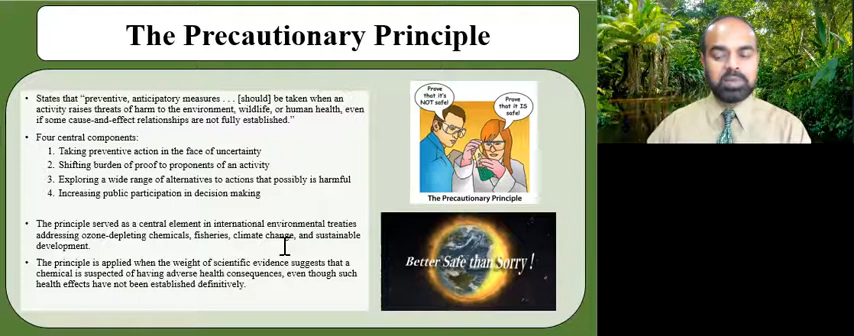 The Precautionary Principle
• States that “preventive, anticipatory measures . . . [should] be taken when an
activity raises threats of harm to the environment, wildlife, or human health, even
if some cause-and-effect relationships are not fully established.”
• Four central components:
1. Taking preventive action in the face of uncertainty
2. Shifting burden of proof to proponents of an activity
3. Exploring a wide range of alternatives to actions that possibly is harmful
4. Increasing public participation in decision making
• The principle served as a central element in international environmental treaties
addressing ozone-depleting chemicals, fisheries, climate change, and sustainable
development.
• The principle is applied when the weight of scientific evidence suggests that a
chemical is suspected of having adverse health consequences, even though such
health effects have not been established definitively.
Prove
that it's
NOT safe!
Prove
that it IS
safe!
The Precautionary Principle
Better Safe than Sorry !